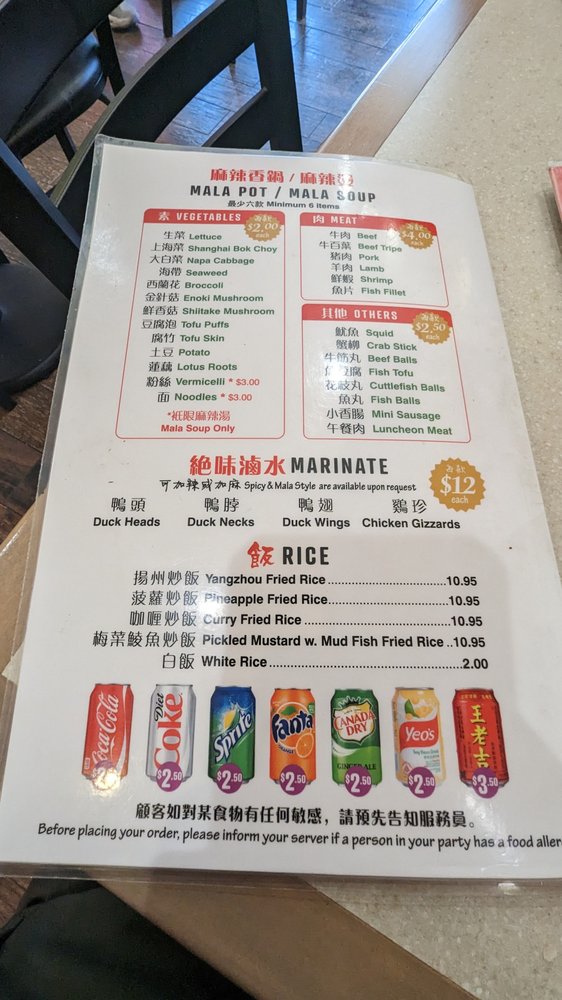 麻辣香鍋 / 麻辣燙
MALA POT / MALA SOUP
最少六款 Minimum 6 items
素 VEGETABLES
$2.00
each
生菜 Lettuce
上海菜 Shanghai Bok Choy
大白菜 Napa Cabbage
海帶 Seaweed
西蘭花 Broccoli
金針菇 Enoki Mushroom
鮮香菇 Shiitake Mushroom
豆腐泡 Tofu Puffs
腐竹 Tofu Skin
土豆 Potato
蓮藕 Lotus Roots
粉絲 Vermicelli * $3.00
面 Noodles * $3.00
*祗限麻辣湯
Mala Soup Only
肉 MEAT
$4.00
each
牛肉 Beef
牛百葉 Beef Trips
豬肉 Pork
羊肉 Lamb
鮮蝦 Shrimp
魚片 Fish Fillet
其他 OTHERS
$2.50
each
魷魚 Squid
蟹柳 Crab Stick
牛筋丸 Beef Balls
魚豆腐 Fish Tofu
花枝丸 Cuttlefish Balls
魚丸 Fish Balls
小香腸 Mini Sausage
午餐肉 Luncheon Meat
絕味滷水 MARINATE
可加辣或加麻 Spicy & Mala Style are available upon request
$12
each
鴨頭 鴨脖 鴨翅 鷄珍
Duck Heads Duck Necks Duck Wings Chicken Gizzards
飯 RICE
揚州炒飯 Yangzhou Fried Rice 10.95
菠蘿炒飯 Pineapple Fried Rice 10.95
咖喱炒飯 Curry Fried Rice 10.95
梅菜鯪魚炒飯 Pickled Mustard w. Mud Fish Fried Rice 10.95
白飯 White Rice 2.00
Coca-Cola
Diet Coke
Sprite
Fanta
ORANGE
CANADA DRY
GINGER ALE
Yeo's
王老吉
$2.50 $2.50 $2.50 $2.50 $2.50 $3.50
顧客如對某食物有任何敏感，請預先告知服務員。
Before placing your order, please inform your server if a person in your party has a food aller